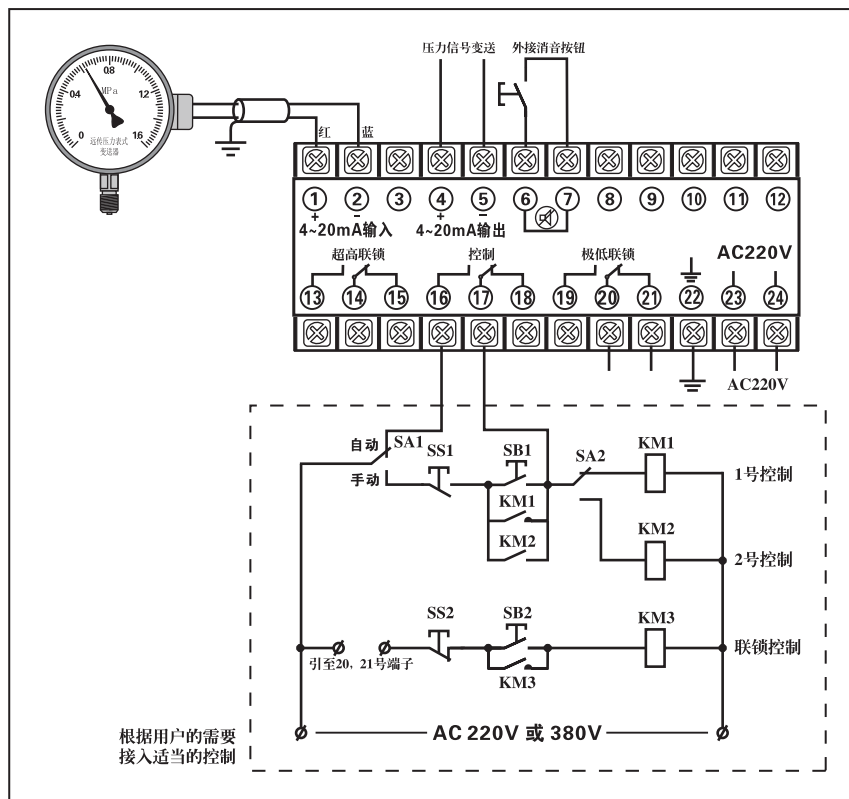 压力信号变送 外接消音按钮
0.8
MPa
0.4 1.2
0 1.6
远传压力表式
变送器
红 蓝
1 2 3 4 5 6 7 8 9 10 11 12
+ − + −
4~20mA输入 4~20mA输出
超高联锁 控制 极低联锁 AC220V
13 14 15 16 17 18 19 20 21 22 23 24
AC220V
自动 SA1
手动
SS1 SB1 SA2 KM1
1号控制
KM1
KM2
KM2
2号控制
SS2 SB2 KM3
联锁控制
引至20, 21号端子
KM3
AC 220V 或 380V
根据用户的需要
接入适当的控制